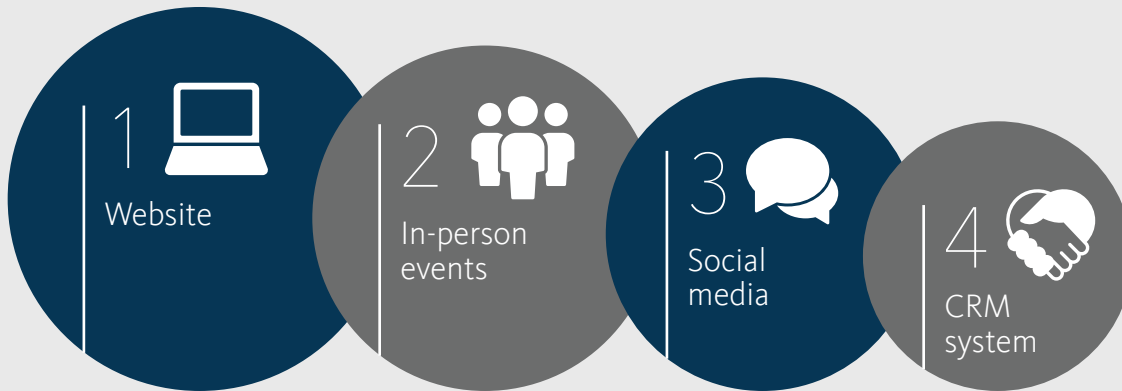 1
Website
2
In-person
events
3
Social
media
4
CRM
system